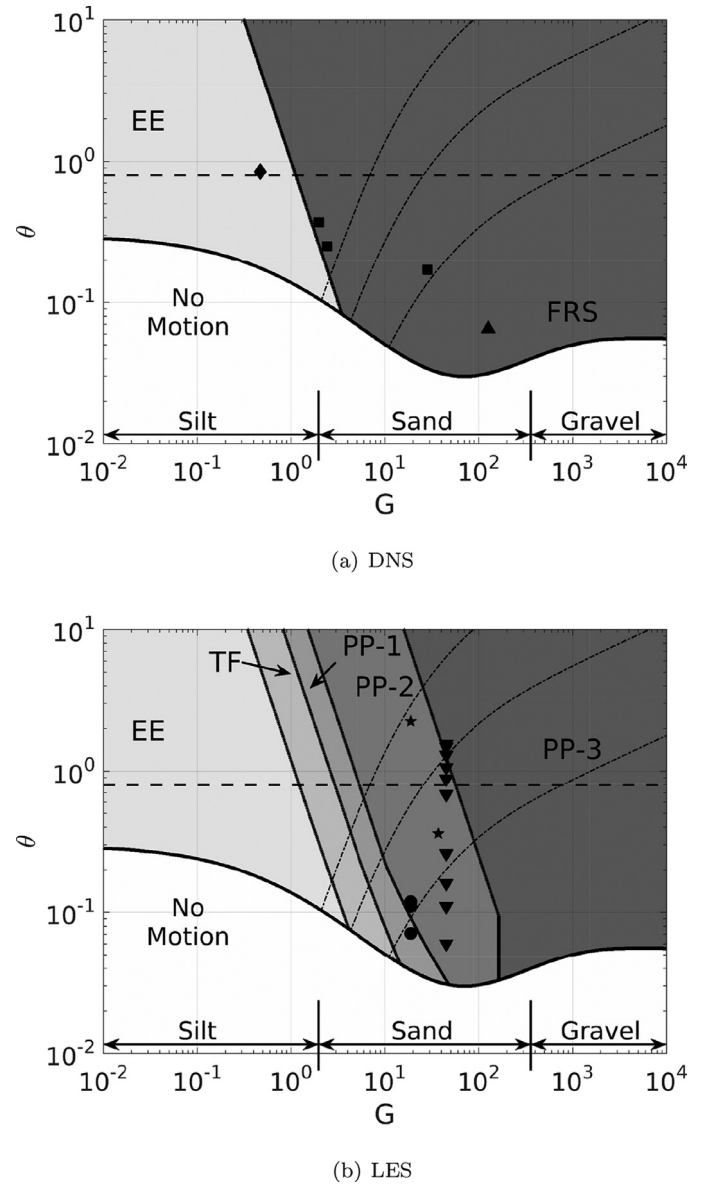 10^1
EE
10^0
θ
10^-1
No
Motion
FRS
Silt
Sand
Gravel
10^-2
10^-2 10^-1 10^0 10^1 10^2 10^3 10^4
G
(a) DNS
10^1
TF
PP-1
PP-2
EE
PP-3
10^0
θ
10^-1
No
Motion
Silt
Sand
Gravel
10^-2
10^-2 10^-1 10^0 10^1 10^2 10^3 10^4
G
(b) LES